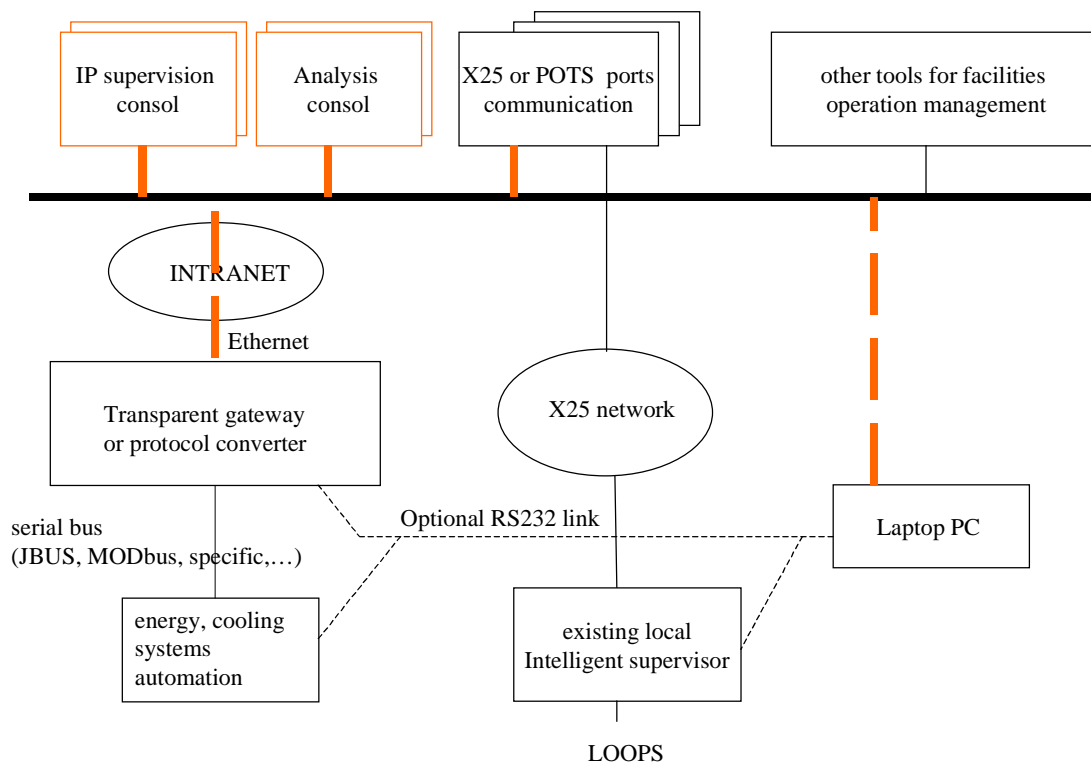 IP supervision
consol
Analysis
consol
X25 or POTS ports
communication
other tools for facilities
operation management
INTRANET
Ethernet
Transparent gateway
or protocol converter
X25 network
serial bus
(JBUS, MODbus, specific,…)
Optional RS232 link
Laptop PC
energy, cooling
systems
automation
existing local
Intelligent supervisor
LOOPS